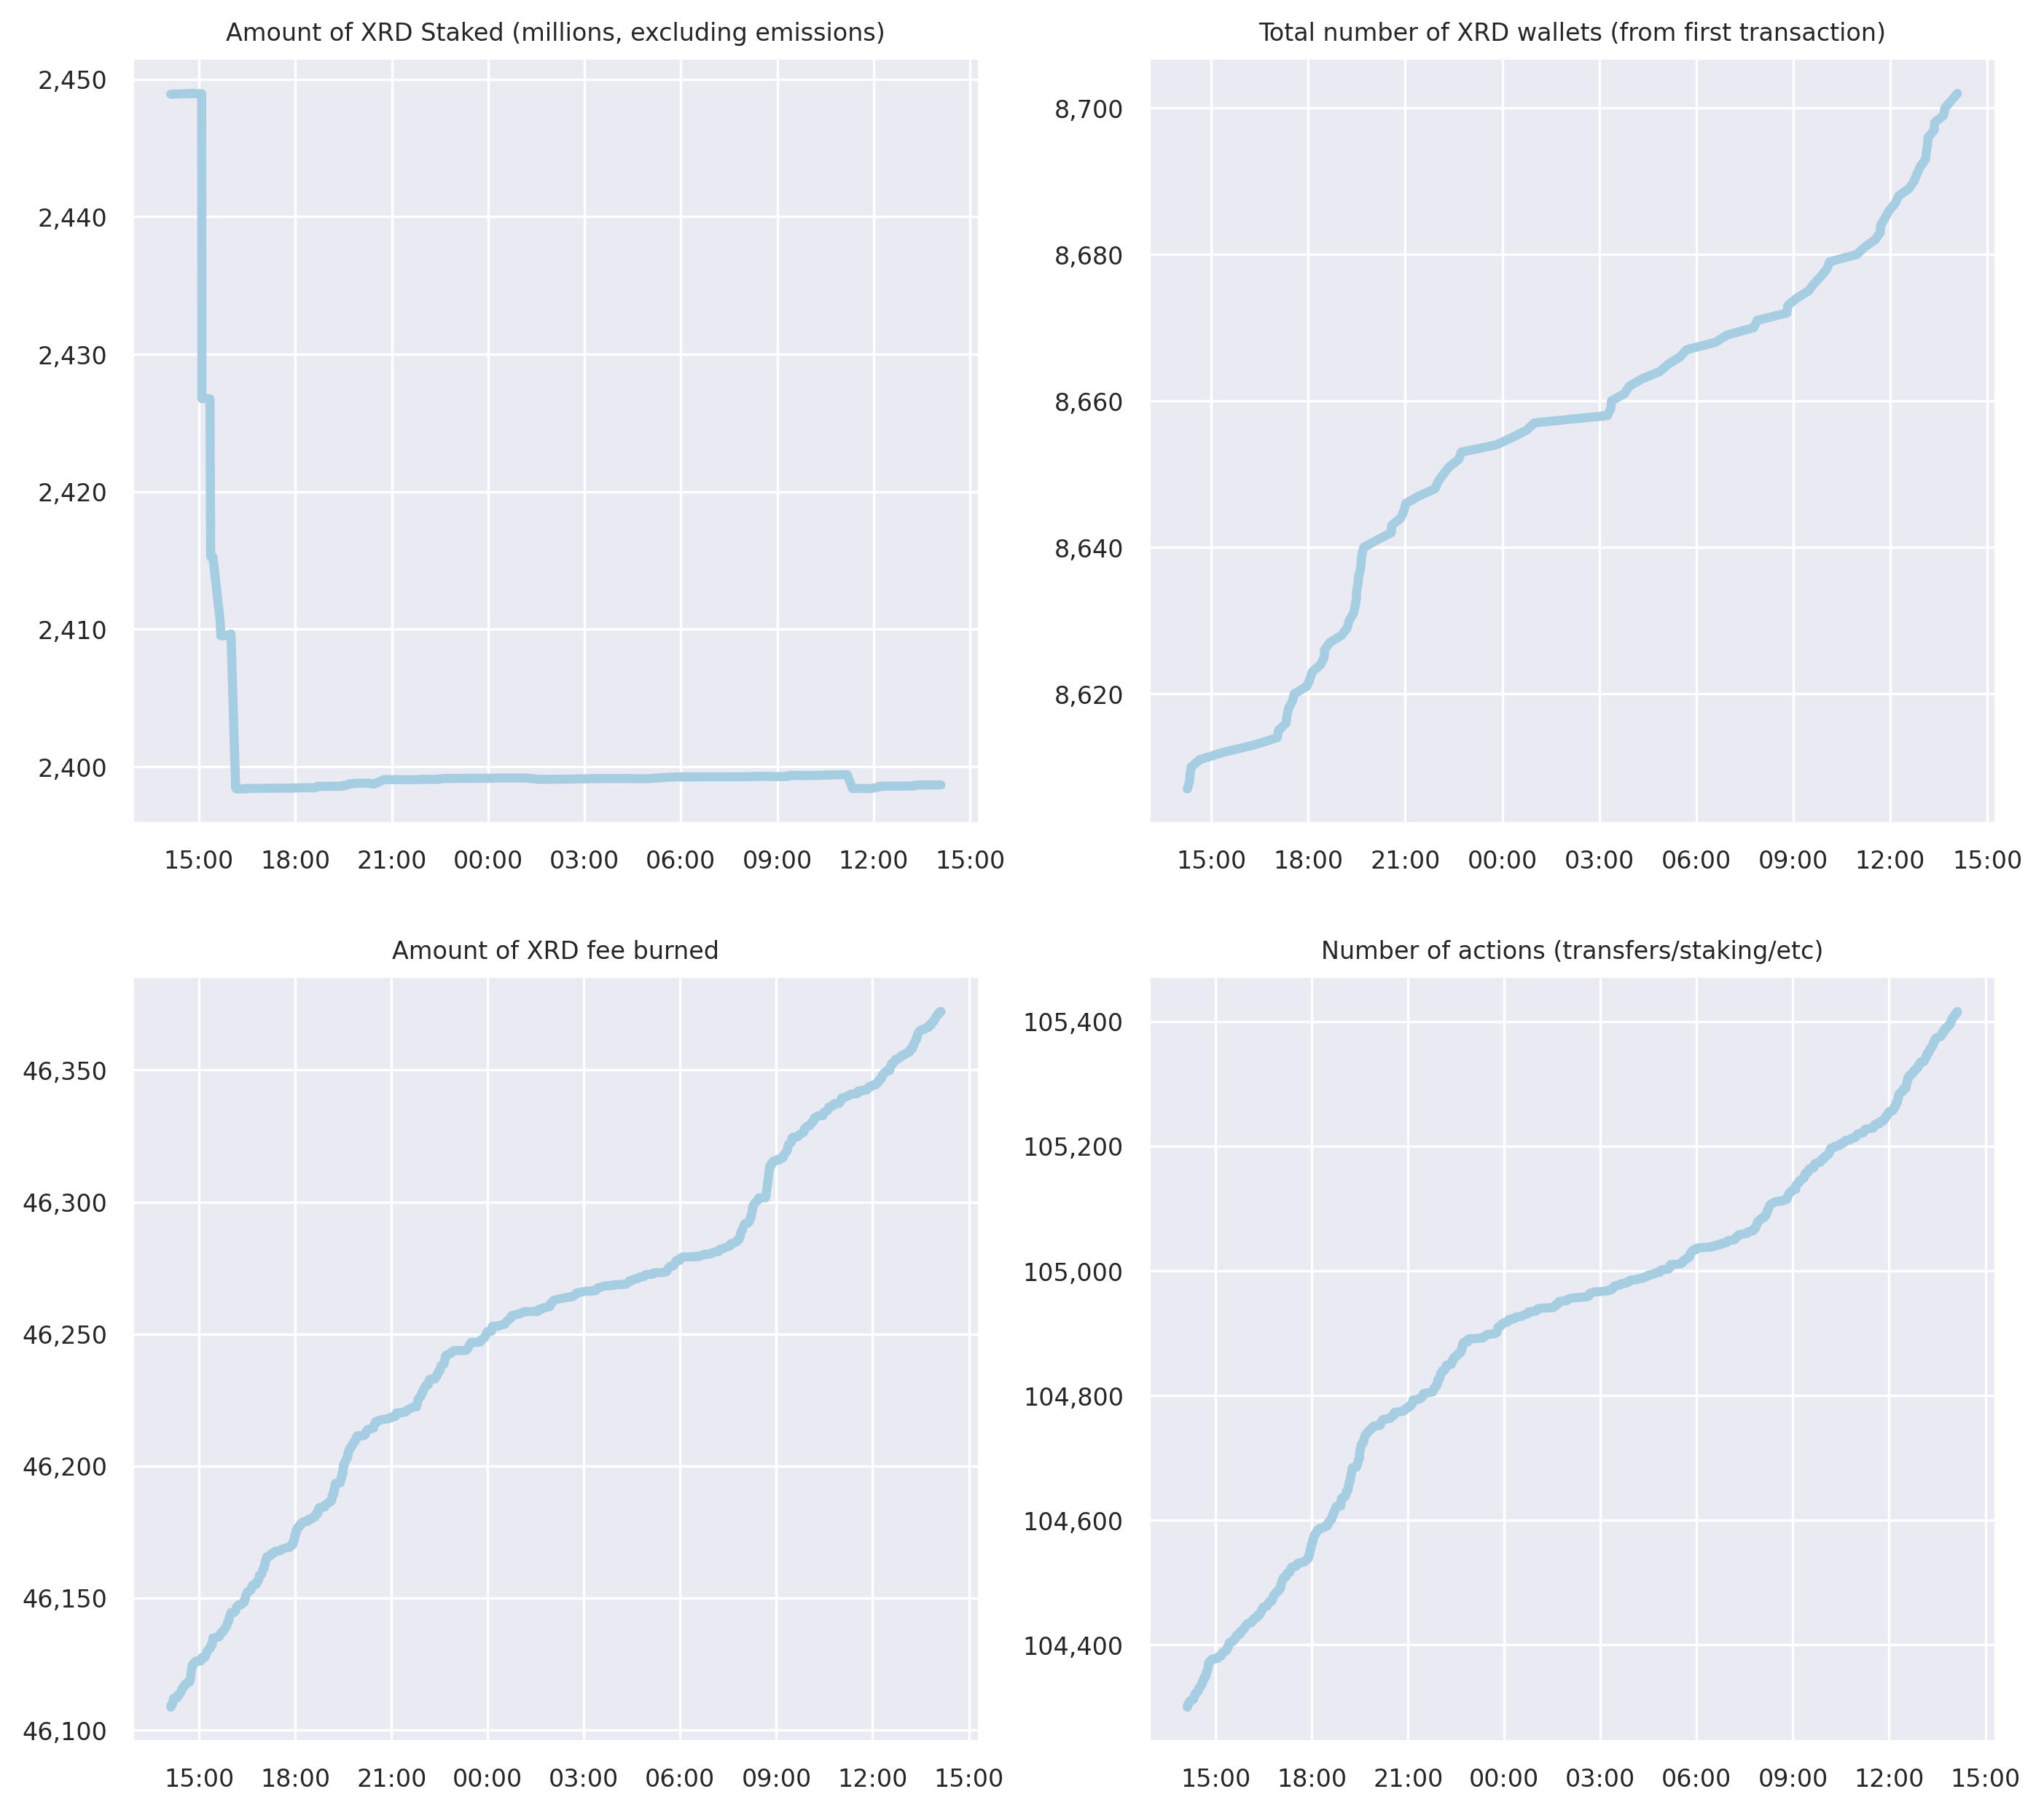 Amount of XRD Staked (millions, excluding emissions)
2,450
2,440
2,430
2,420
2,410
2,400
15:00 18:00 21:00 00:00 03:00 06:00 09:00 12:00 15:00
Total number of XRD wallets (from first transaction)
8,700
8,680
8,660
8,640
8,620
15:00 18:00 21:00 00:00 03:00 06:00 09:00 12:00 15:00
Amount of XRD fee burned
46,350
46,300
46,250
46,200
46,150
46,100
15:00 18:00 21:00 00:00 03:00 06:00 09:00 12:00 15:00
Number of actions (transfers/staking/etc)
105,400
105,200
105,000
104,800
104,600
104,400
15:00 18:00 21:00 00:00 03:00 06:00 09:00 12:00 15:00